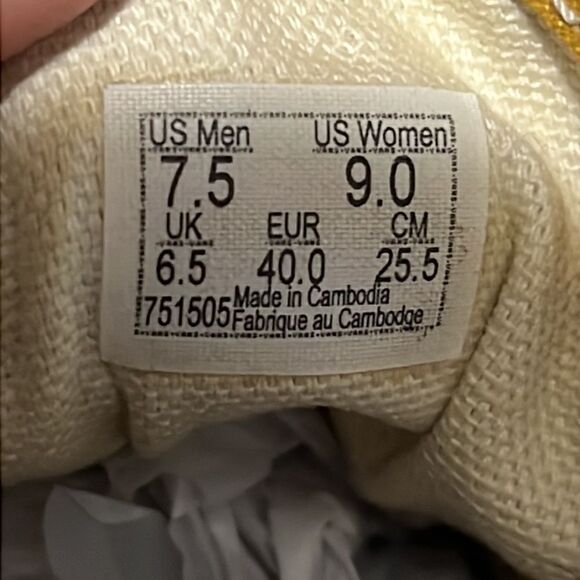 US Men US Women
7.5 9.0
UK EUR CM
6.5 40.0 25.5
751505 Made in Cambodia
Fabrique au Cambodge